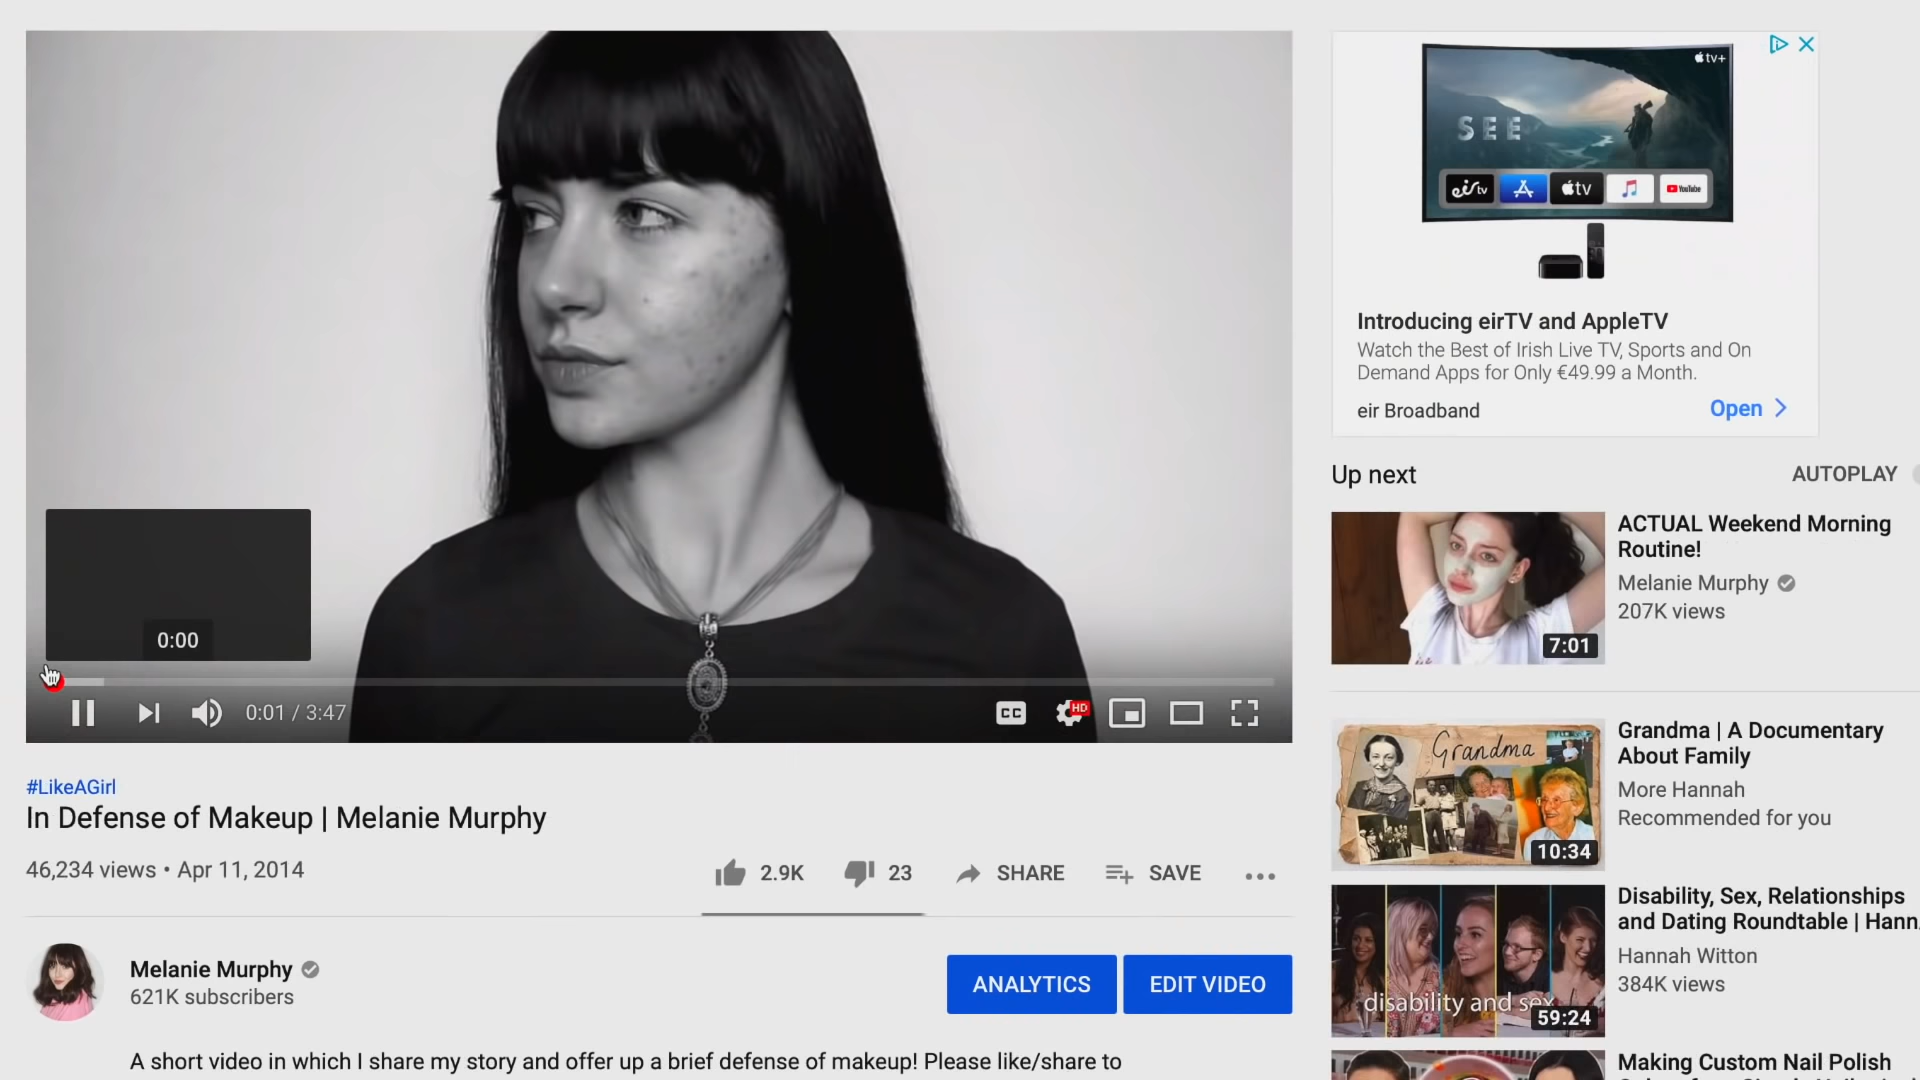 tv+
SEE
eir tv
tv
YouTube
Introducing eirTV and AppleTV
Watch the Best of Irish Live TV, Sports and On
Demand Apps for Only €49.99 a Month.
eir Broadband
Open
0:00
0:01 / 3:47
CC
HD
#LikeAGirl
In Defense of Makeup | Melanie Murphy
46,234 views • Apr 11, 2014
2.9K
23
SHARE
SAVE
Melanie Murphy
621K subscribers
ANALYTICS
EDIT VIDEO
A short video in which I share my story and offer up a brief defense of makeup! Please like/share to
Up next
AUTOPLAY
7:01
ACTUAL Weekend Morning
Routine!
Melanie Murphy
207K views
Grandma
10:34
Grandma | A Documentary
About Family
More Hannah
Recommended for you
disability and sex
59:24
Disability, Sex, Relationships
and Dating Roundtable | Hann
Hannah Witton
384K views
Making Custom Nail Polish